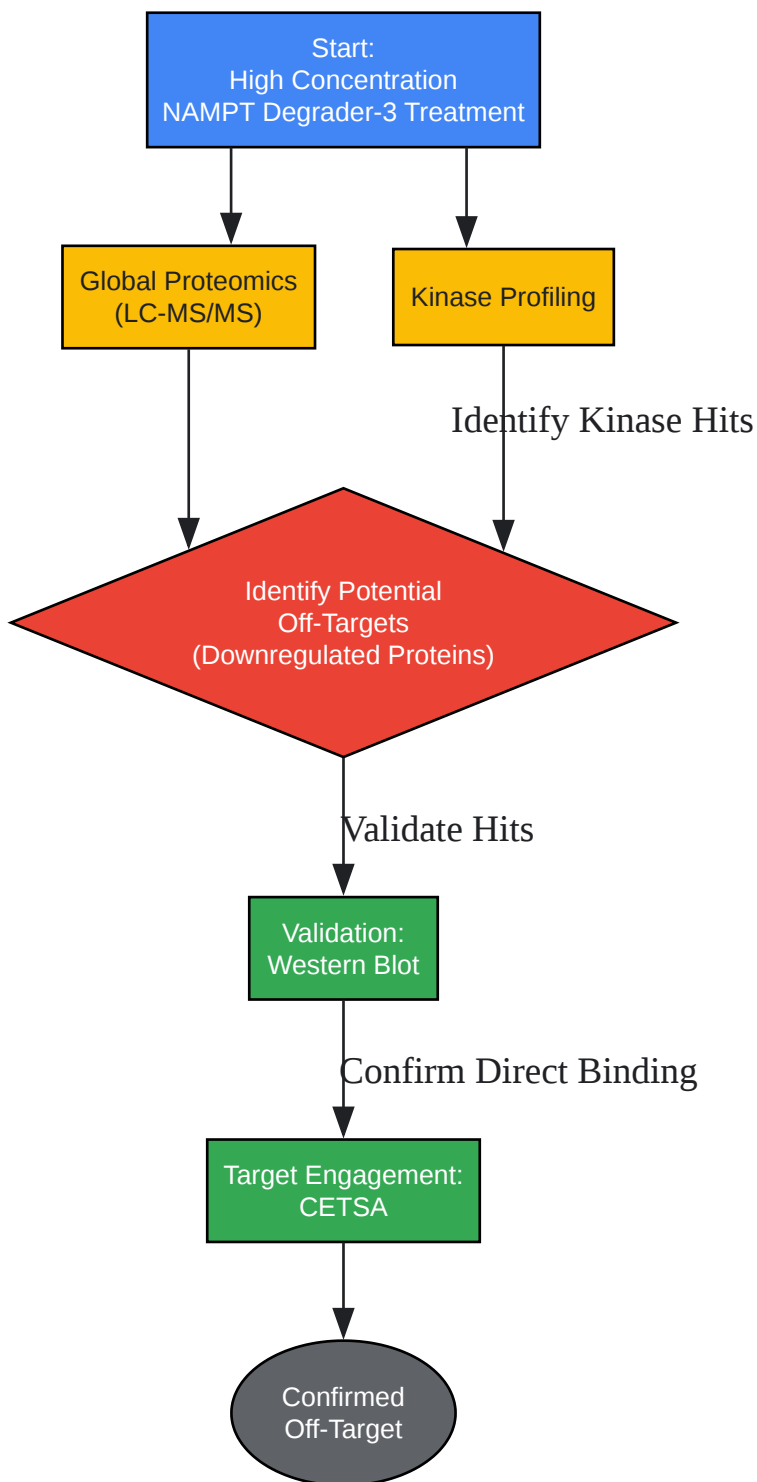 Start:
High Concentration
NAMPT Degrader-3 Treatment
Global Proteomics
(LC-MS/MS)
Kinase Profiling
Identify Kinase Hits
Identify Potential
Off-Targets
(Downregulated Proteins)
Validate Hits
Validation:
Western Blot
Confirm Direct Binding
Target Engagement:
CETSA
Confirmed
Off-Target